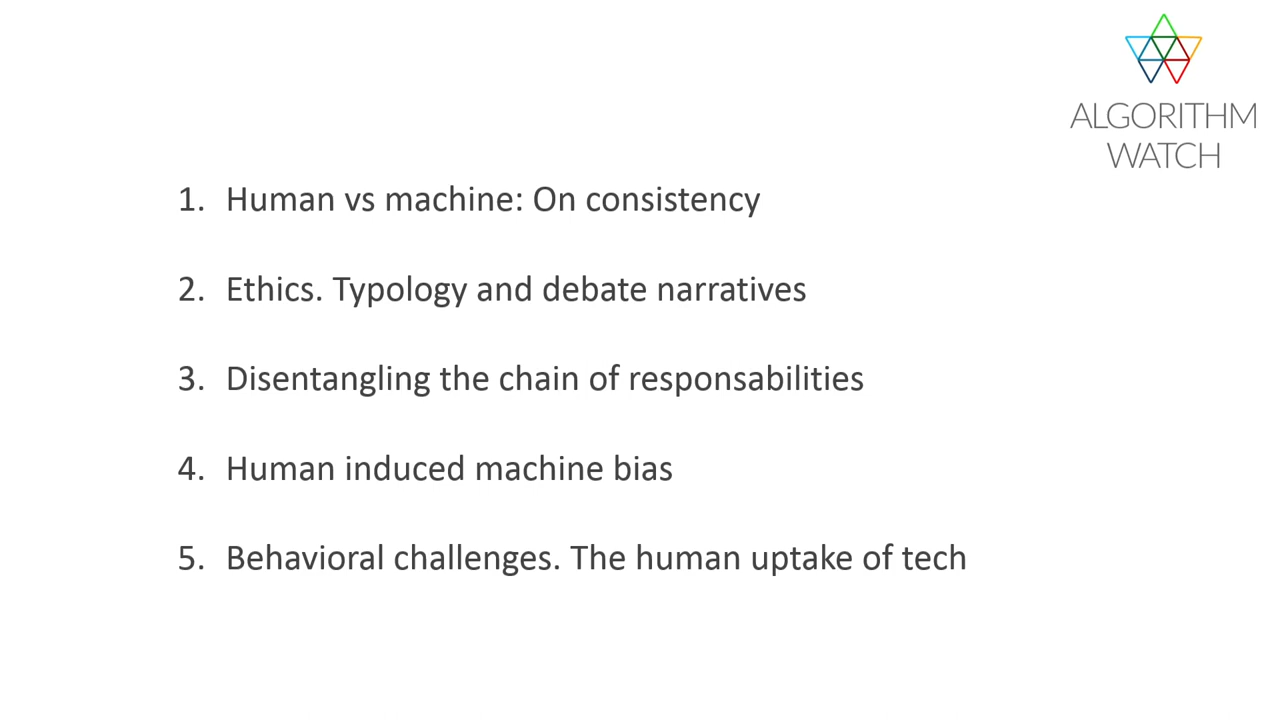 ALGORITHM
WATCH
1. Human vs machine: On consistency
2. Ethics. Typology and debate narratives
3. Disentangling the chain of responsabilities
4. Human induced machine bias
5. Behavioral challenges. The human uptake of tech